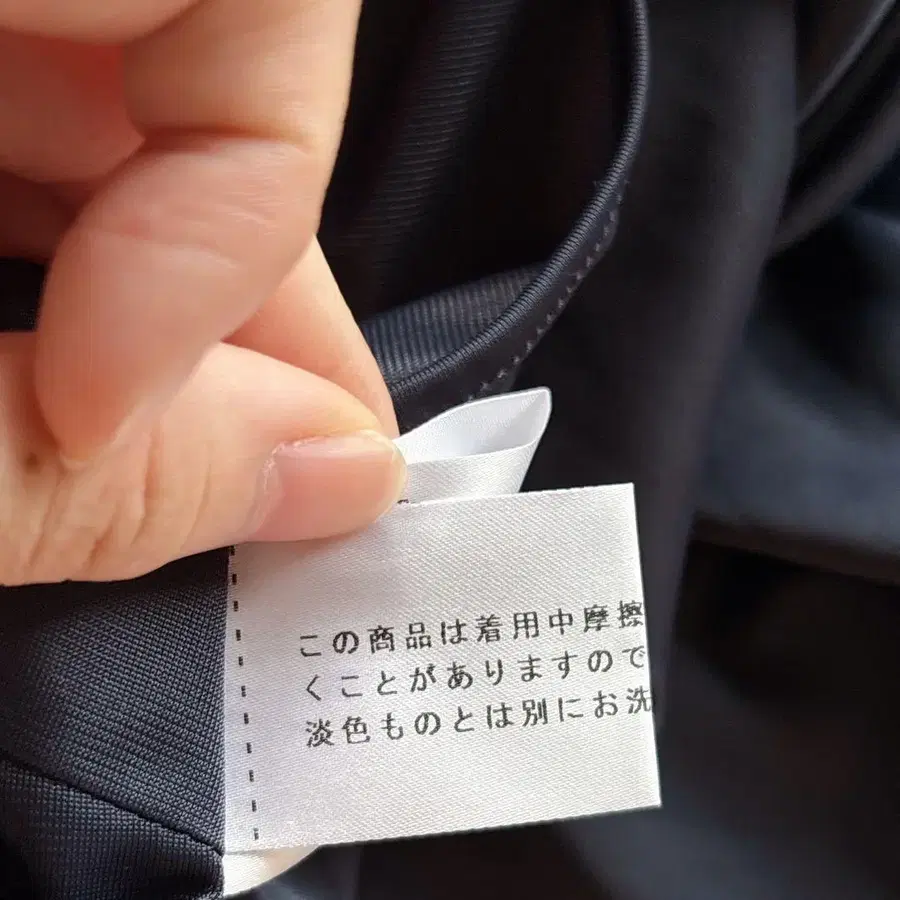 この商品は着用中摩擦
くことがありますので
淡色ものとは別にお洗